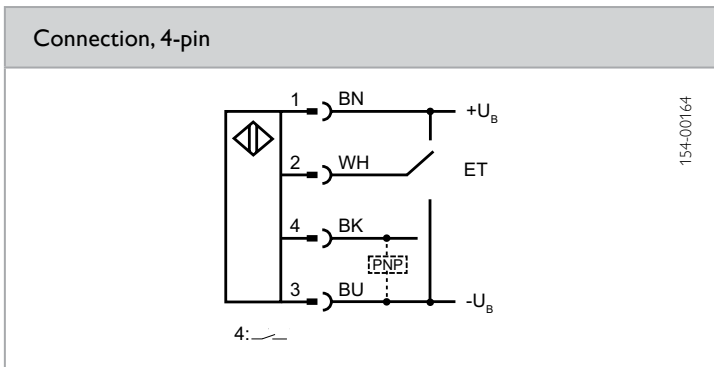 Connection, 4-pin
1 BN +U_B
2 WH ET
4 BK
PNP
3 BU -U_B
4:
154-00164